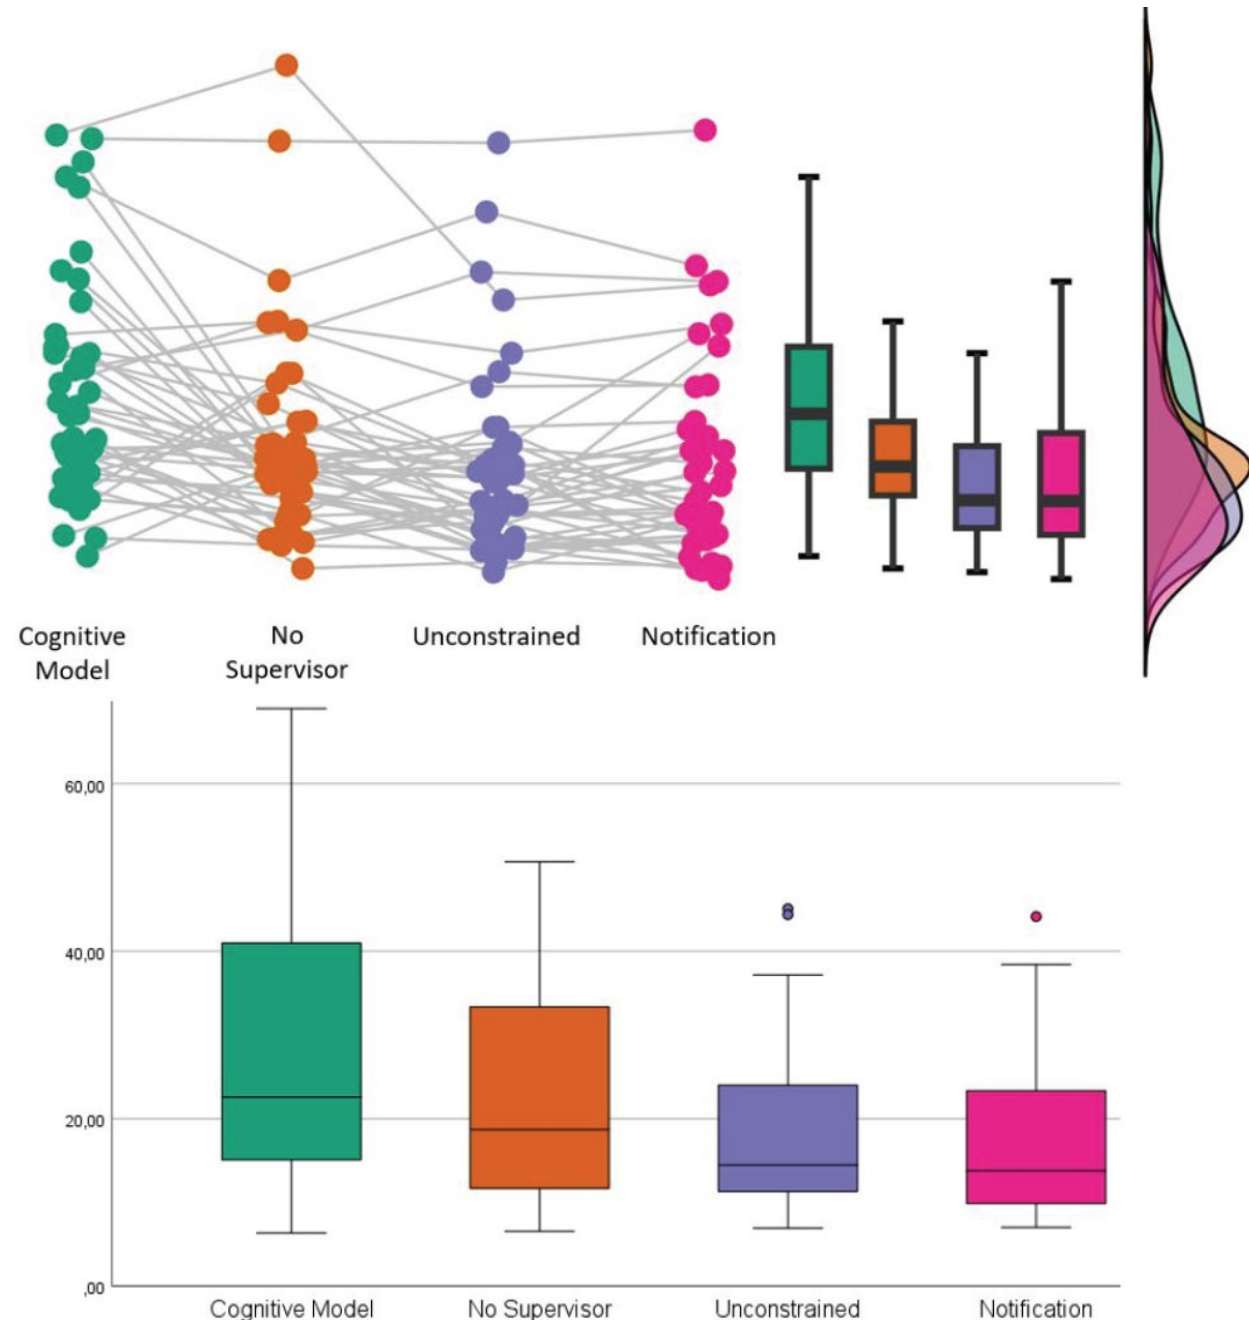 Cognitive
Model
No
Supervisor
Unconstrained
Notification
60,00
40,00
20,00
,00
Cognitive Model
No Supervisor
Unconstrained
Notification